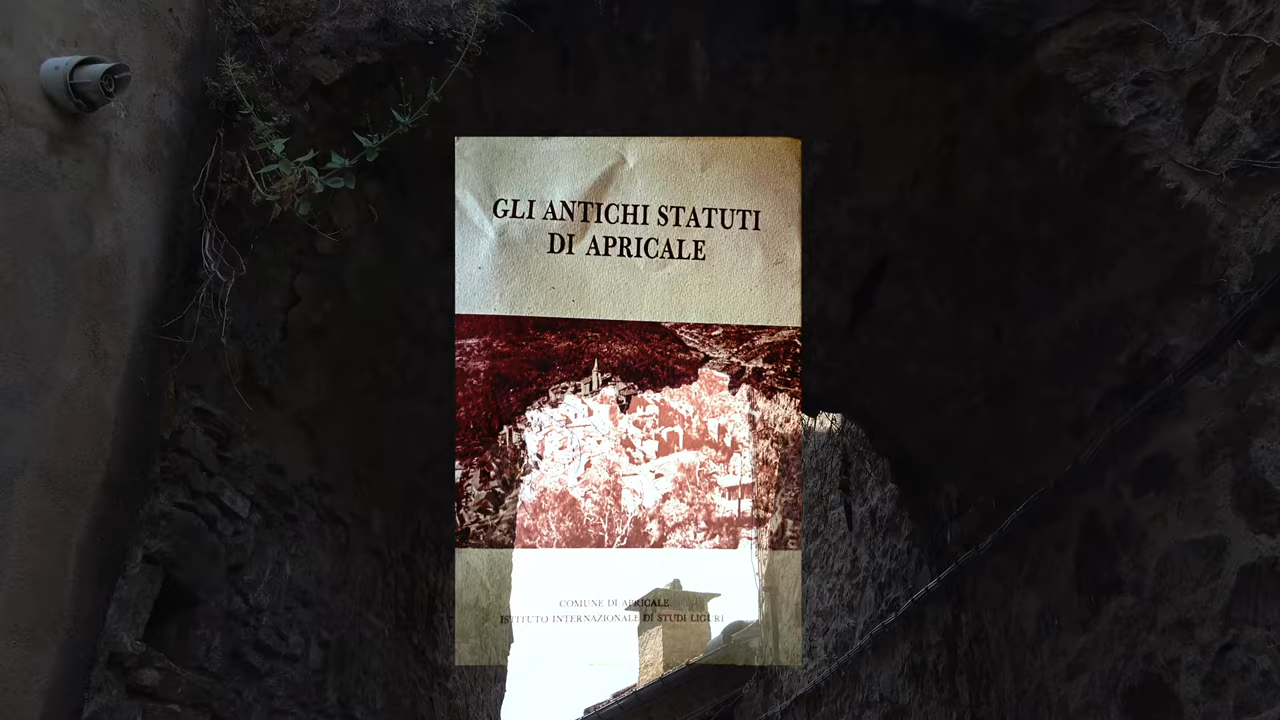 GLI ANTICHI STATUTI
DI APRICALE
COMUNE DI APRICALE
ISTITUTO INTERNAZIONALE DI STUDI LIGURI